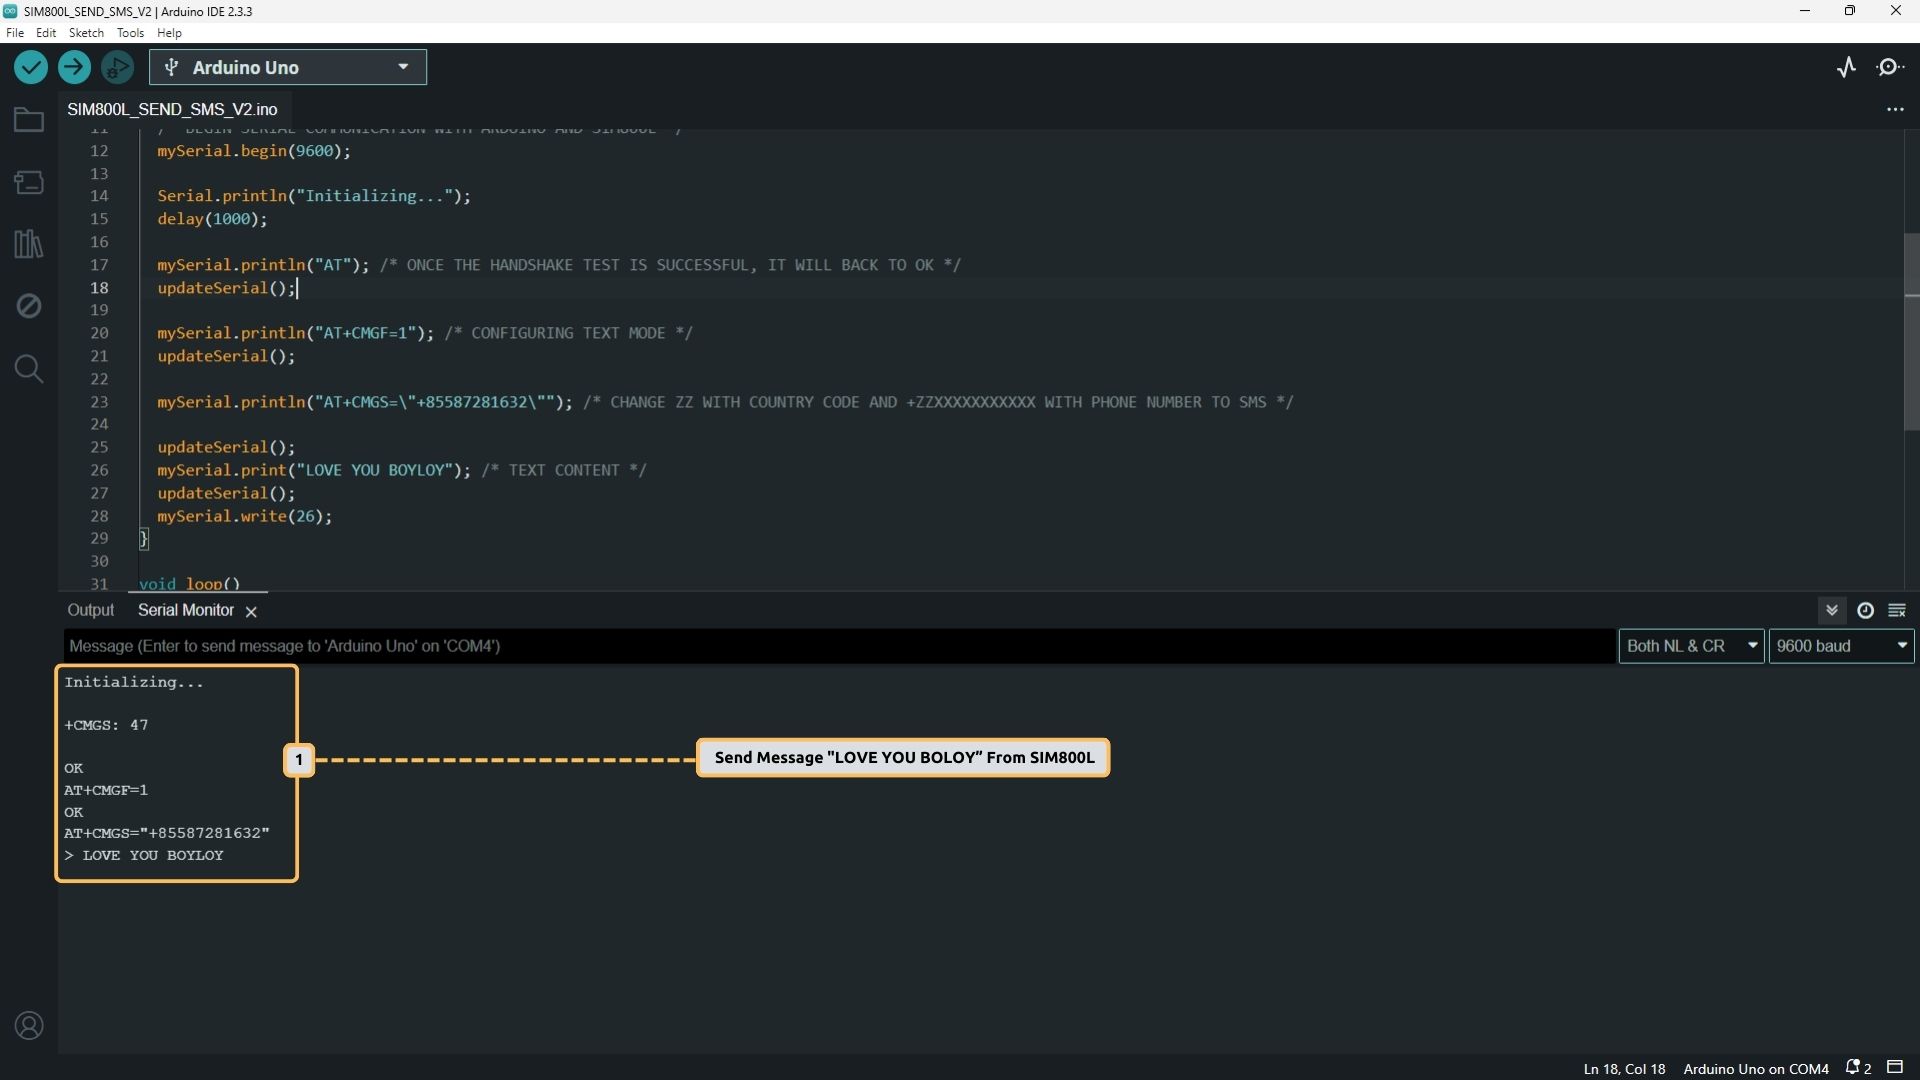 SIM800L_SEND_SMS_V2 | Arduino IDE 2.3.3
File Edit Sketch Tools Help
Arduino Uno
SIM800L_SEND_SMS_V2.ino
11 /* BEGIN SERIAL COMMUNICATION WITH ARDUINO AND SIM800L */
12 mySerial.begin(9600);
13
14 Serial.println("Initializing...");
15 delay(1000);
16
17 mySerial.println("AT"); /* ONCE THE HANDSHAKE TEST IS SUCCESSFUL, IT WILL BACK TO OK */
18 updateSerial();
19
20 mySerial.println("AT+CMGF=1"); /* CONFIGURING TEXT MODE */
21 updateSerial();
22
23 mySerial.println("AT+CMGS=\"+85587281632\""); /* CHANGE ZZ WITH COUNTRY CODE AND +ZZXXXXXXXXXXX WITH PHONE NUMBER TO SMS */
24
25 updateSerial();
26 mySerial.print("LOVE YOU BOYLOY"); /* TEXT CONTENT */
27 updateSerial();
28 mySerial.write(26);
29 }
30
31 void loop()
Output Serial Monitor
Message (Enter to send message to 'Arduino Uno' on 'COM4')
Both NL & CR
9600 baud
Initializing...
+CMGS: 47
OK
AT+CMGF=1
OK
AT+CMGS="+85587281632"
> LOVE YOU BOYLOY
1
Send Message "LOVE YOU BOLOY” From SIM800L
Ln 18, Col 18 Arduino Uno on COM4 2